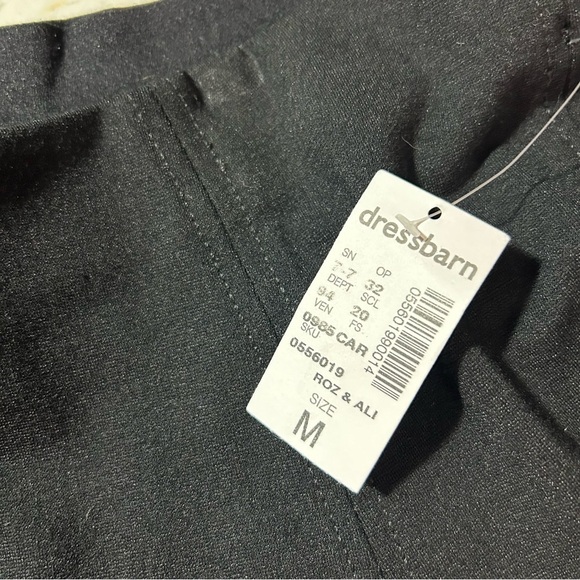 dressbarn
SN OP
7-7 32
DEPT SCL
94 20
VEN FS
0985 CAR
SKU
0556019
ROZ & ALI
SIZE
M
055601990014